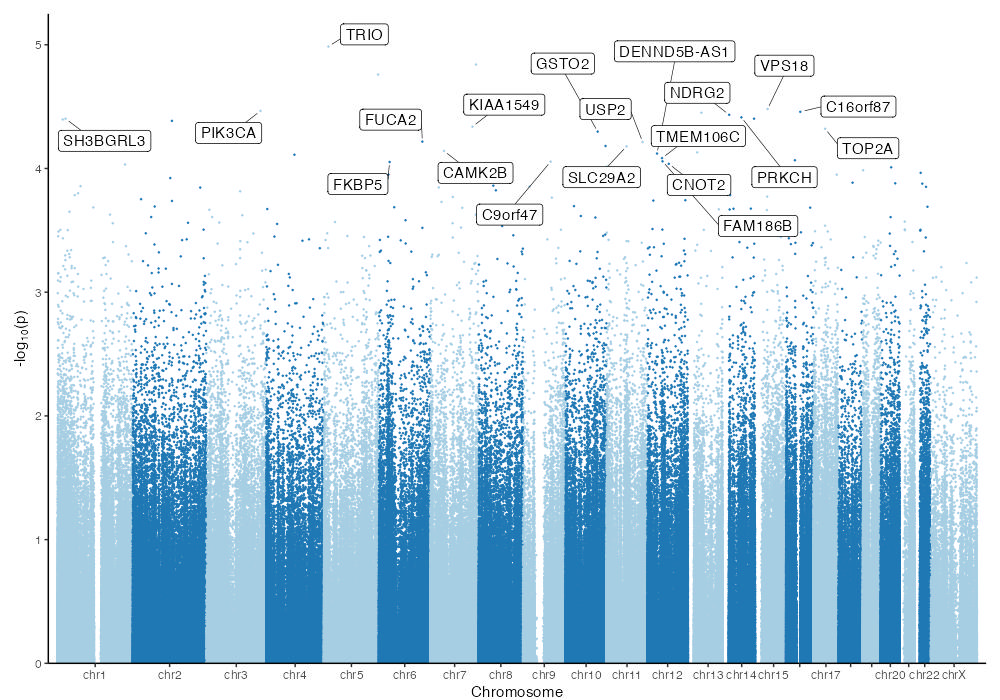 TRIO
DENND5B-AS1
GSTO2
VPS18
NDRG2
KIAA1549
USP2
C16orf87
FUCA2
PIK3CA
SH3BGRL3
TMEM106C
TOP2A
CAMK2B
SLC29A2
PRKCH
FKBP5
CNOT2
C9orf47
FAM186B
5
4
3
2
1
0
-log10(p)
chr1 chr2 chr3 chr4 chr5 chr6 chr7 chr8 chr9 chr10 chr11 chr12 chr13 chr14 chr15 chr17 chr20 chr22 chrX
Chromosome